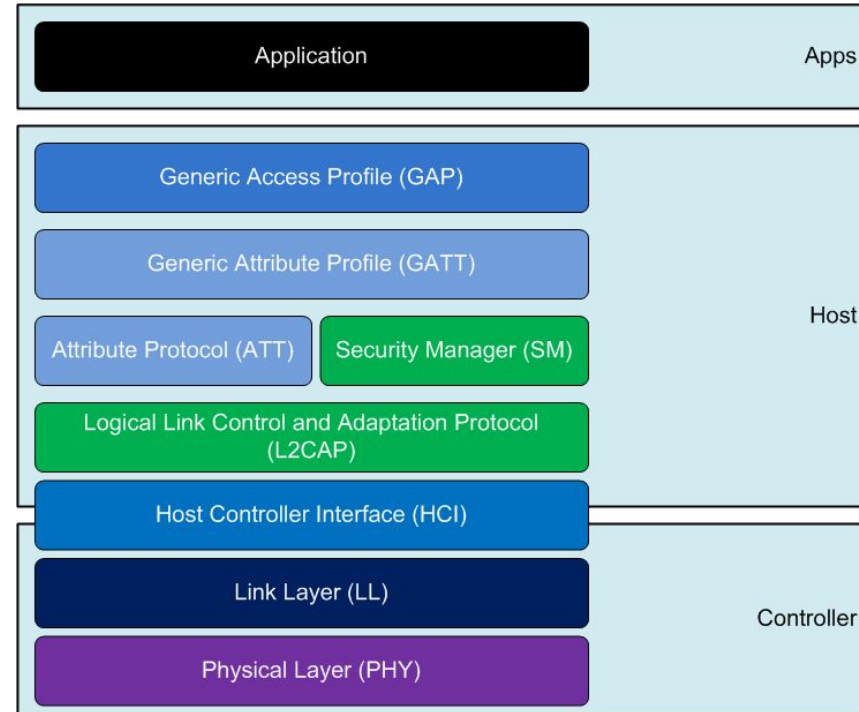 Application
Apps
Generic Access Profile (GAP)
Generic Attribute Profile (GATT)
Host
Attribute Protocol (ATT)
Security Manager (SM)
Logical Link Control and Adaptation Protocol
(L2CAP)
Host Controller Interface (HCI)
Link Layer (LL)
Controller
Physical Layer (PHY)